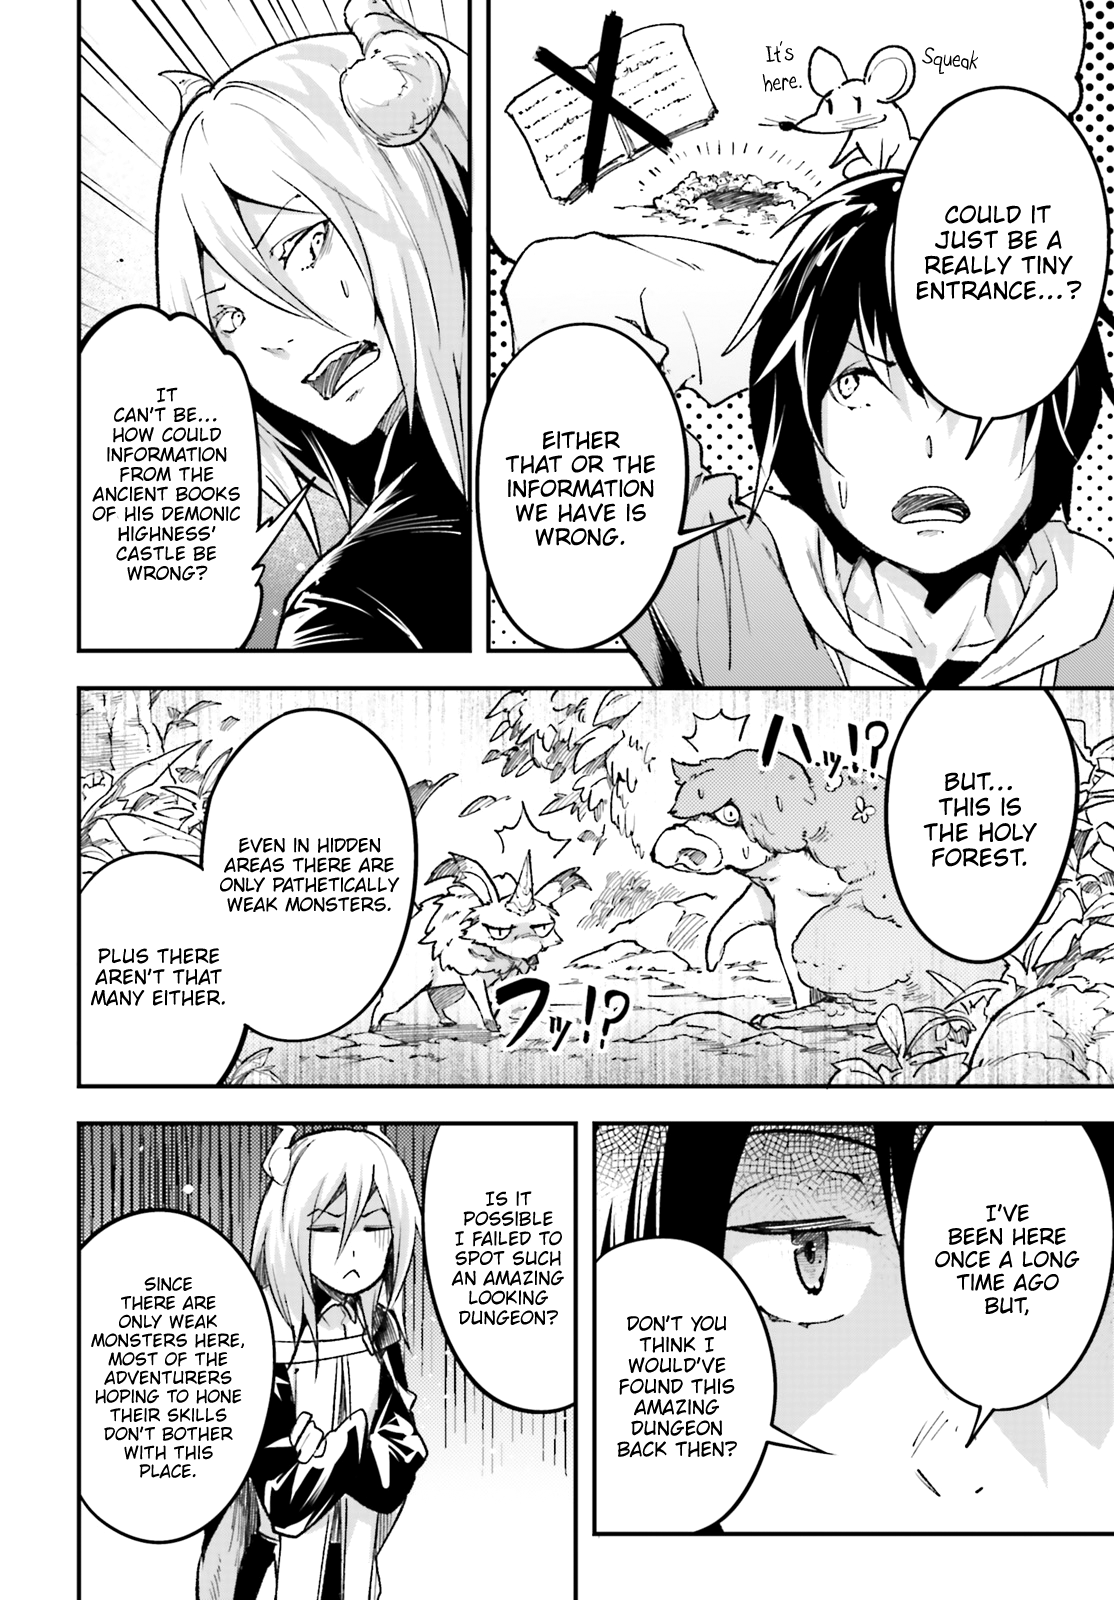 It's
here.
Squeak
COULD IT
JUST BE A
REALLY TINY
ENTRANCE...?
EITHER
THAT OR THE
INFORMATION
WE HAVE IS
WRONG.
IT
CAN'T BE...
HOW COULD
INFORMATION
FROM THE
ANCIENT BOOKS
OF HIS DEMONIC
HIGHNESS'
CASTLE BE
WRONG?
BUT...
THIS IS
THE HOLY
FOREST.
ハッ!?
フッ!?
EVEN IN HIDDEN
AREAS THERE ARE
ONLY PATHETICALLY
WEAK MONSTERS.
PLUS THERE
AREN'T THAT
MANY EITHER.
I'VE
BEEN HERE
ONCE A LONG
TIME AGO
BUT,
DON'T YOU
THINK I
WOULD'VE
FOUND THIS
AMAZING
DUNGEON
BACK THEN?
IS IT
POSSIBLE
I FAILED TO
SPOT SUCH
AN AMAZING
LOOKING
DUNGEON?
SINCE
THERE ARE
ONLY WEAK
MONSTERS HERE,
MOST OF THE
ADVENTURERS
HOPING TO HONE
THEIR SKILLS
DON'T BOTHER
WITH THIS
PLACE.